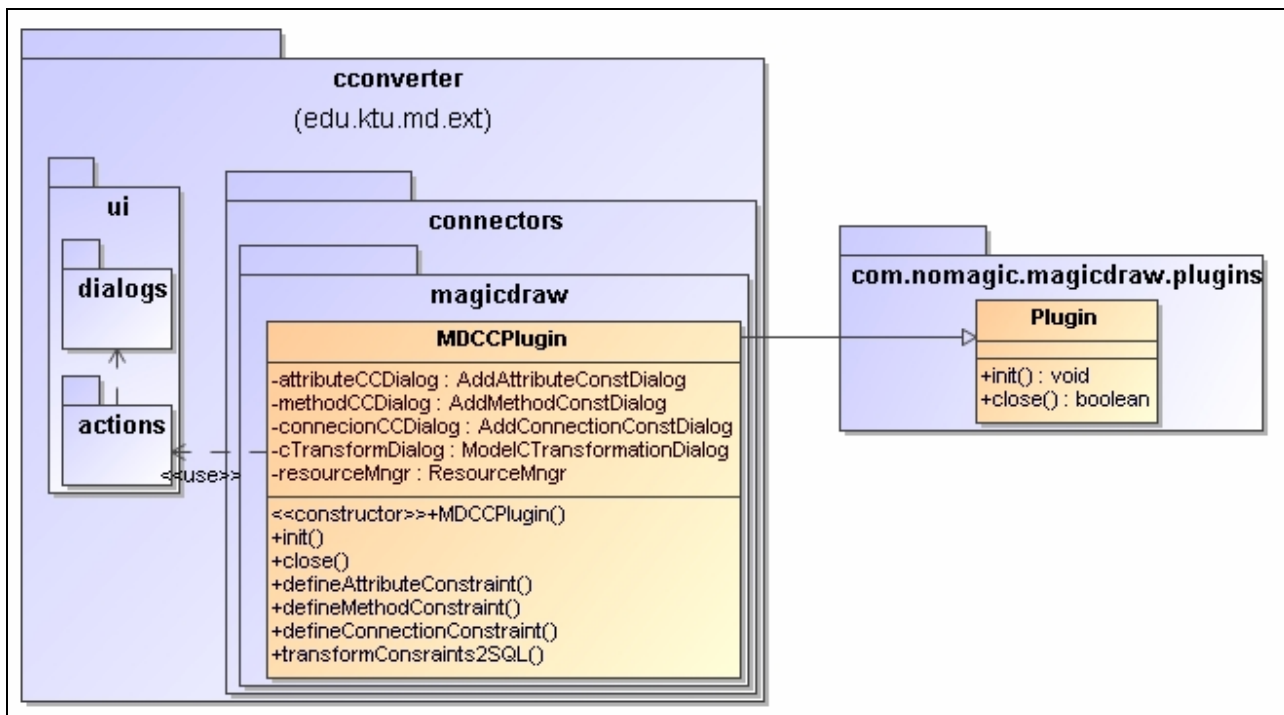 cconverter
(edu.ktu.md.ext)
ui
dialogs
actions
<<use>>
connectors
magicdraw
MDCCPlugin
-attributeCCDialog : AddAttributeConstDialog
-methodCCDialog : AddMethodConstDialog
-connecionCCDialog : AddConnectionConstDialog
-cTransformDialog : ModelCTransformationDialog
-resourceMngr : ResourceMngr
<<constructor>>+MDCCPlugin()
+init()
+close()
+defineAttributeConstraint()
+defineMethodConstraint()
+defineConnectionConstraint()
+transformConsraints2SQL()
com.nomagic.magicdraw.plugins
Plugin
+init() : void
+close() : boolean